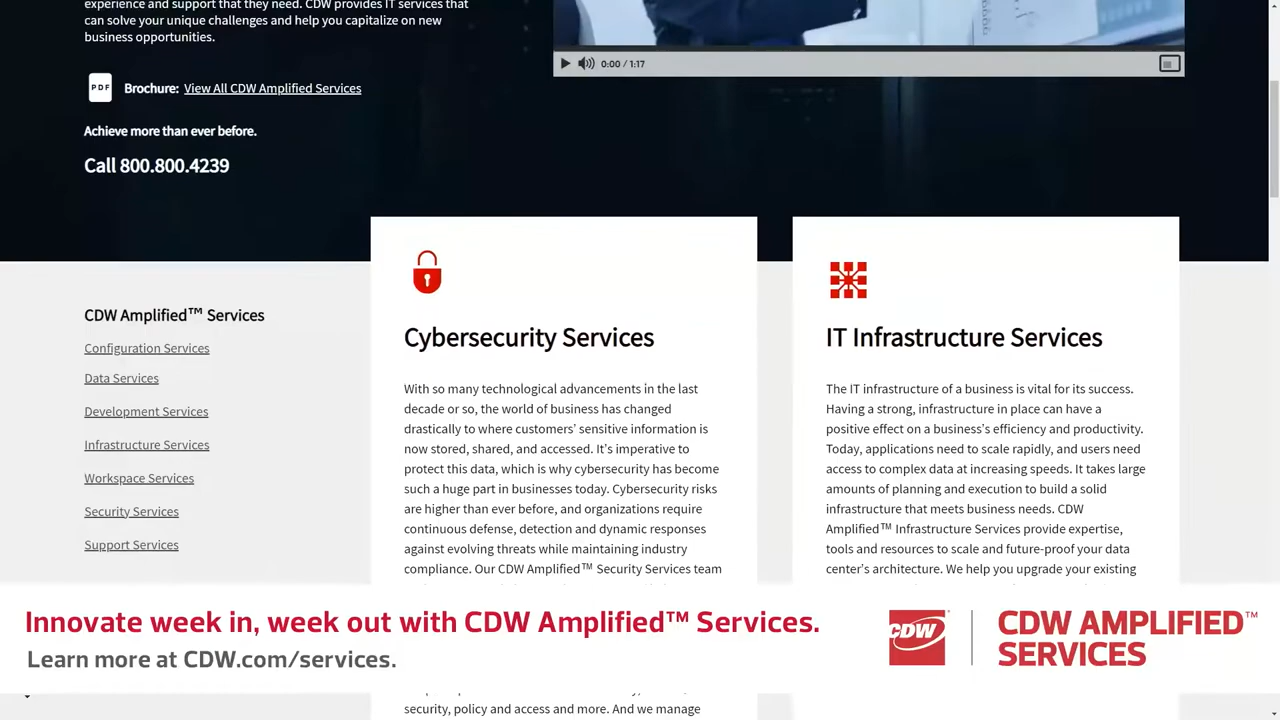 experience and support that they need. CDW provides IT services that
can solve your unique challenges and help you capitalize on new
business opportunities.
0:00 / 1:17
PDF
Brochure: View All CDW Amplified Services
Achieve more than ever before.
Call 800.800.4239
CDW Amplified™ Services
Configuration Services
Data Services
Development Services
Infrastructure Services
Workspace Services
Security Services
Support Services
Cybersecurity Services
With so many technological advancements in the last
decade or so, the world of business has changed
drastically to where customers’ sensitive information is
now stored, shared, and accessed. It’s imperative to
protect this data, which is why cybersecurity has become
such a huge part in businesses today. Cybersecurity risks
are higher than ever before, and organizations require
continuous defense, detection and dynamic responses
against evolving threats while maintaining industry
compliance. Our CDW Amplified™ Security Services team
IT Infrastructure Services
The IT infrastructure of a business is vital for its success.
Having a strong, infrastructure in place can have a
positive effect on a business’s efficiency and productivity.
Today, applications need to scale rapidly, and users need
access to complex data at increasing speeds. It takes large
amounts of planning and execution to build a solid
infrastructure that meets business needs. CDW
Amplified™ Infrastructure Services provide expertise,
tools and resources to scale and future-proof your data
center’s architecture. We help you upgrade your existing
Innovate week in, week out with CDW Amplified™ Services.
Learn more at CDW.com/services.
CDW
CDW AMPLIFIED™
SERVICES
security, policy and access and more. And we manage